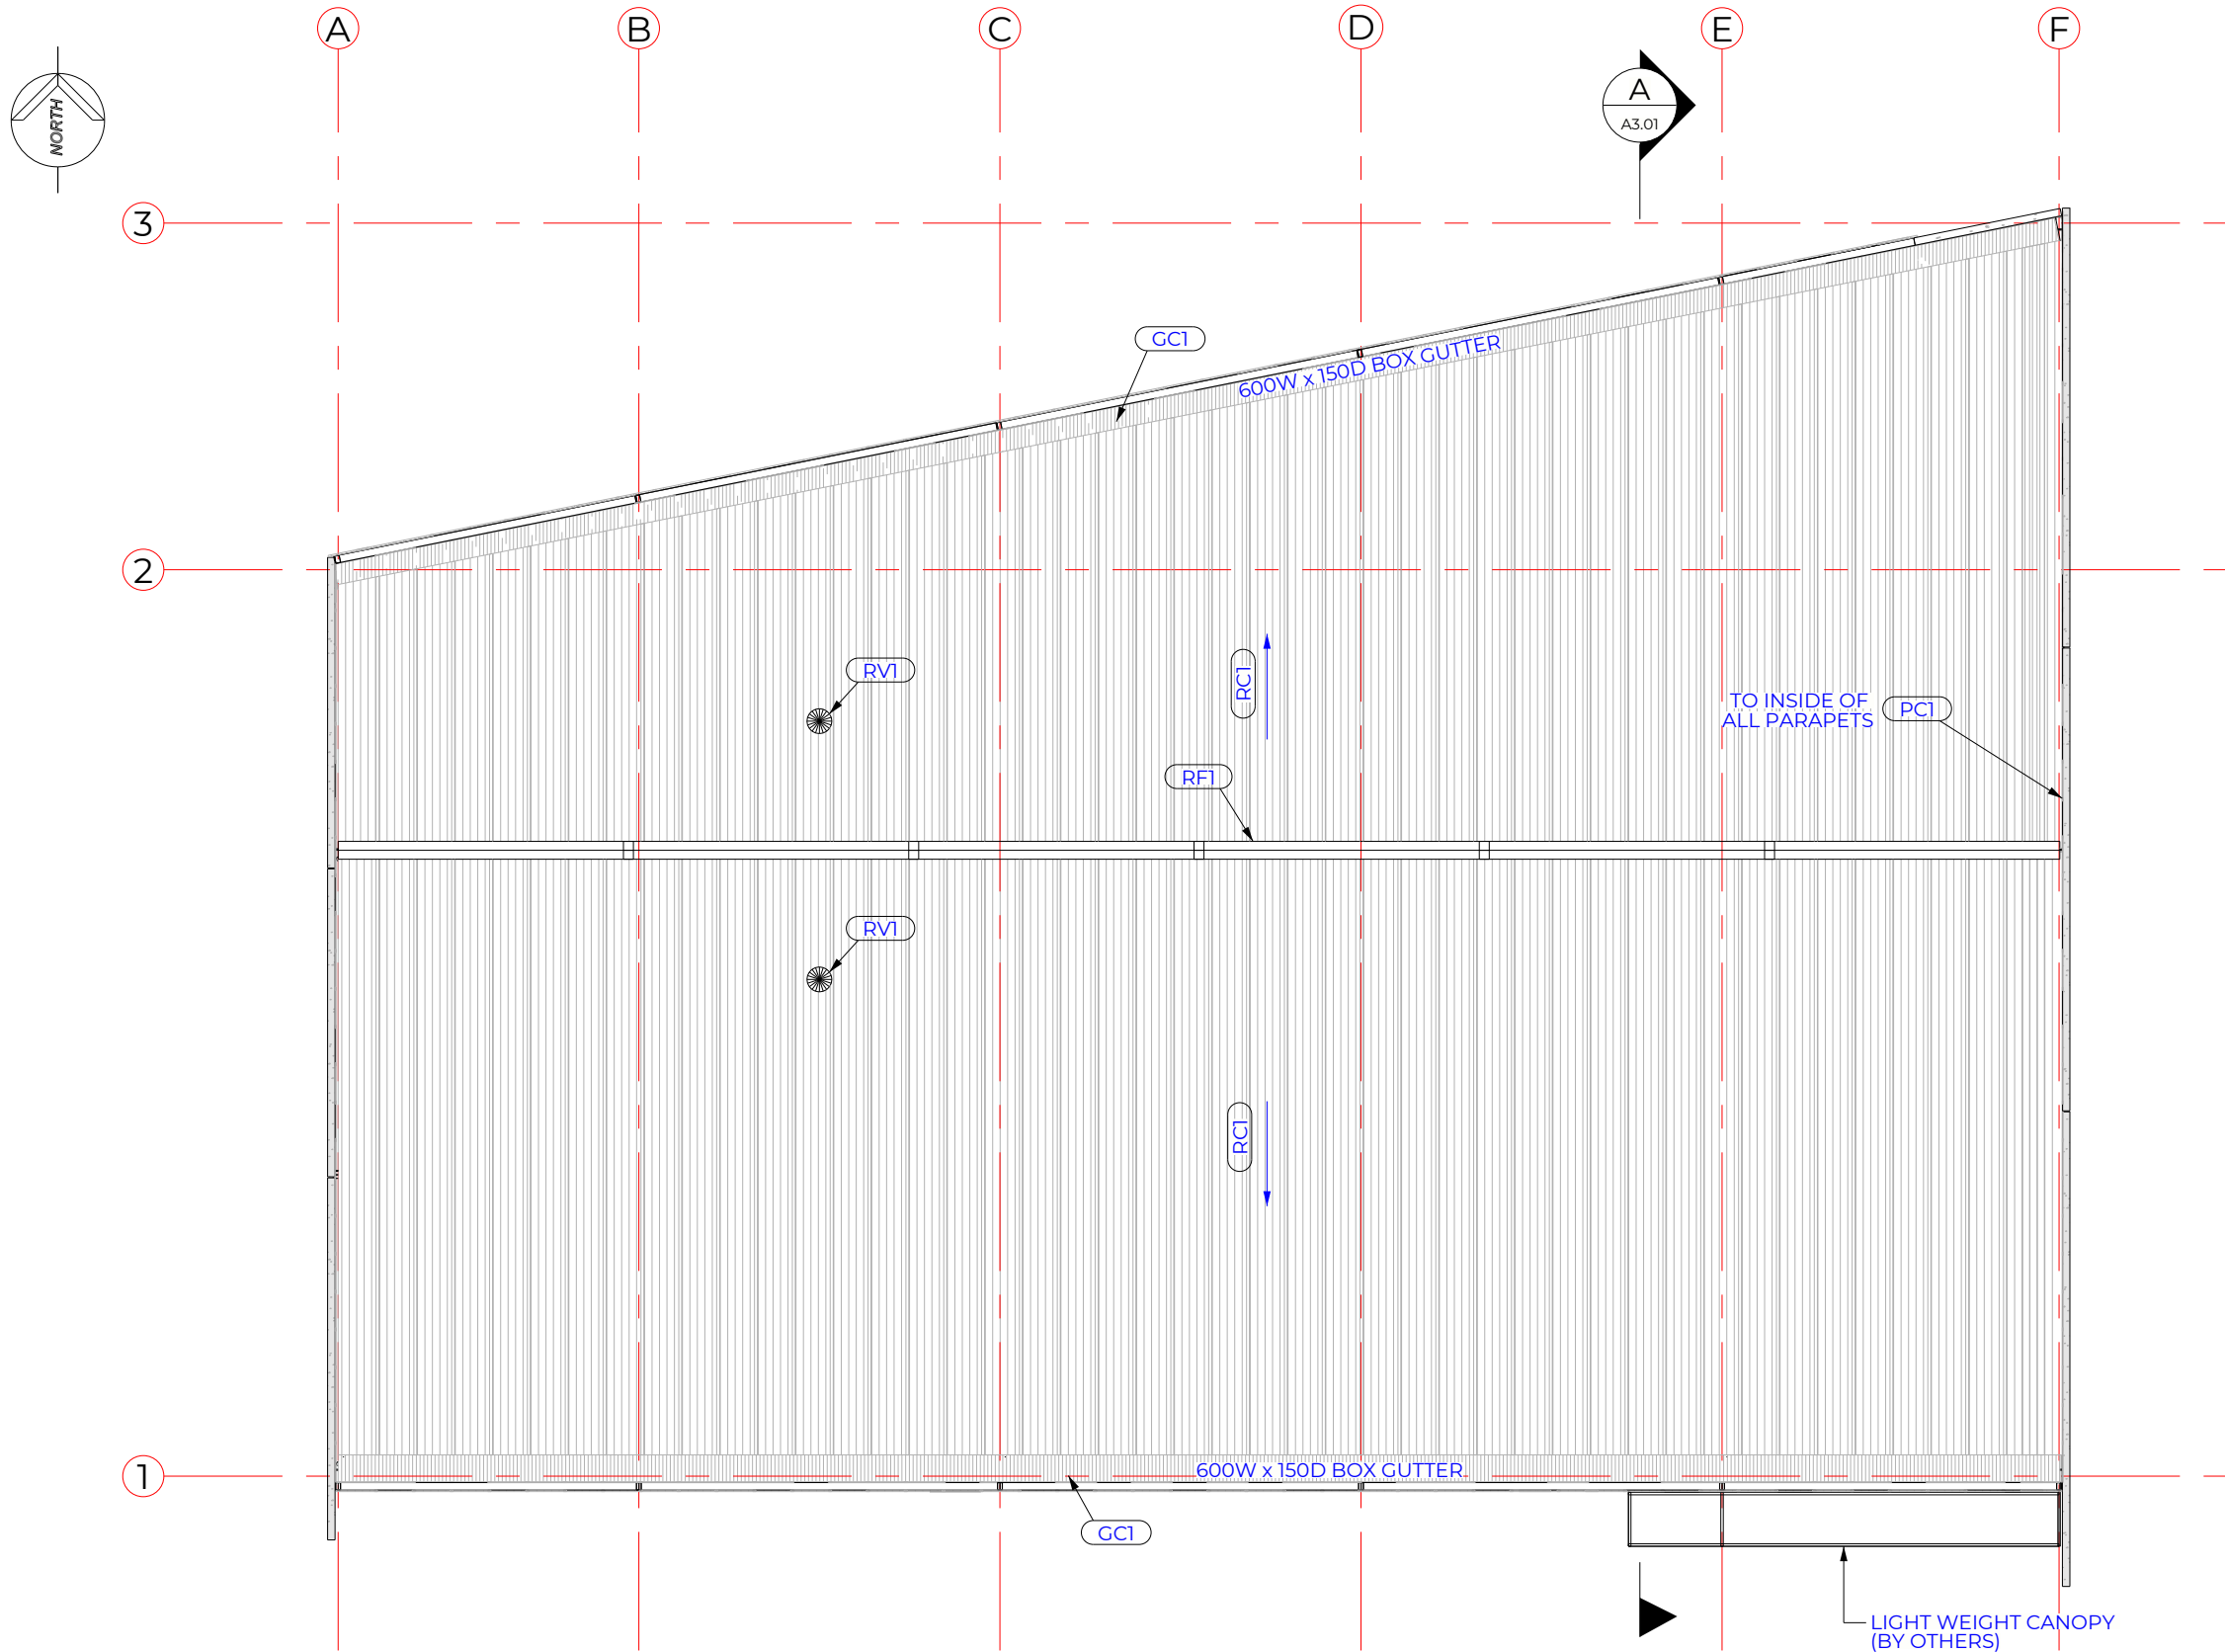 A
B
C
D
E
F
NORTH
A
A3.01
3
GC1
600W x 150D BOX GUTTER
2
RV1
RC1
TO INSIDE OF
ALL PARAPETS
PC1
RF1
RV1
RC1
1
600W x 150D BOX GUTTER
GC1
LIGHT WEIGHT CANOPY
(BY OTHERS)